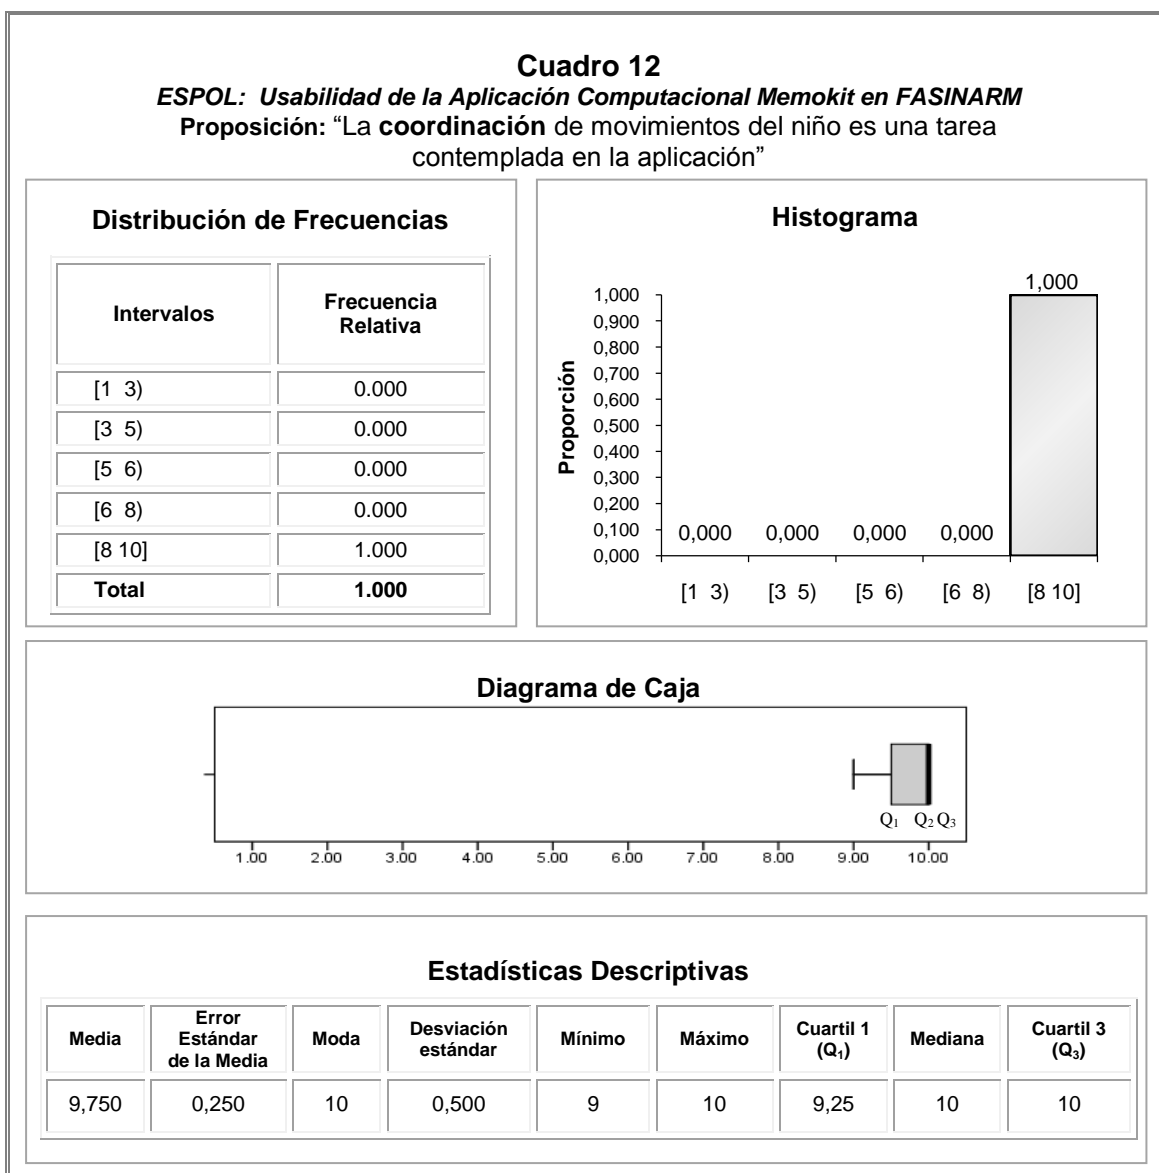 Cuadro 12
ESPOL: Usabilidad de la Aplicación Computacional Memokit en FASINARM
Proposición: “La coordinación de movimientos del niño es una tarea
contemplada en la aplicación”
Distribución de Frecuencias
Intervalos
Frecuencia
Relativa
[1 3) 0.000
[3 5) 0.000
[5 6) 0.000
[6 8) 0.000
[8 10] 1.000
Total 1.000
Histograma
Proporción
1,000
0,900
0,800
0,700
0,600
0,500
0,400
0,300
0,200
0,100
0,000
0,000 0,000 0,000 0,000 1,000
[1 3) [3 5) [5 6) [6 8) [8 10]
Diagrama de Caja
Q1 Q2 Q3
1.00 2.00 3.00 4.00 5.00 6.00 7.00 8.00 9.00 10.00
Estadísticas Descriptivas
Media
Error
Estándar
de la Media
Moda
Desviación
estándar
Mínimo
Máximo
Cuartil 1
(Q1)
Mediana
Cuartil 3
(Q3)
9,750 0,250 10 0,500 9 10 9,25 10 10